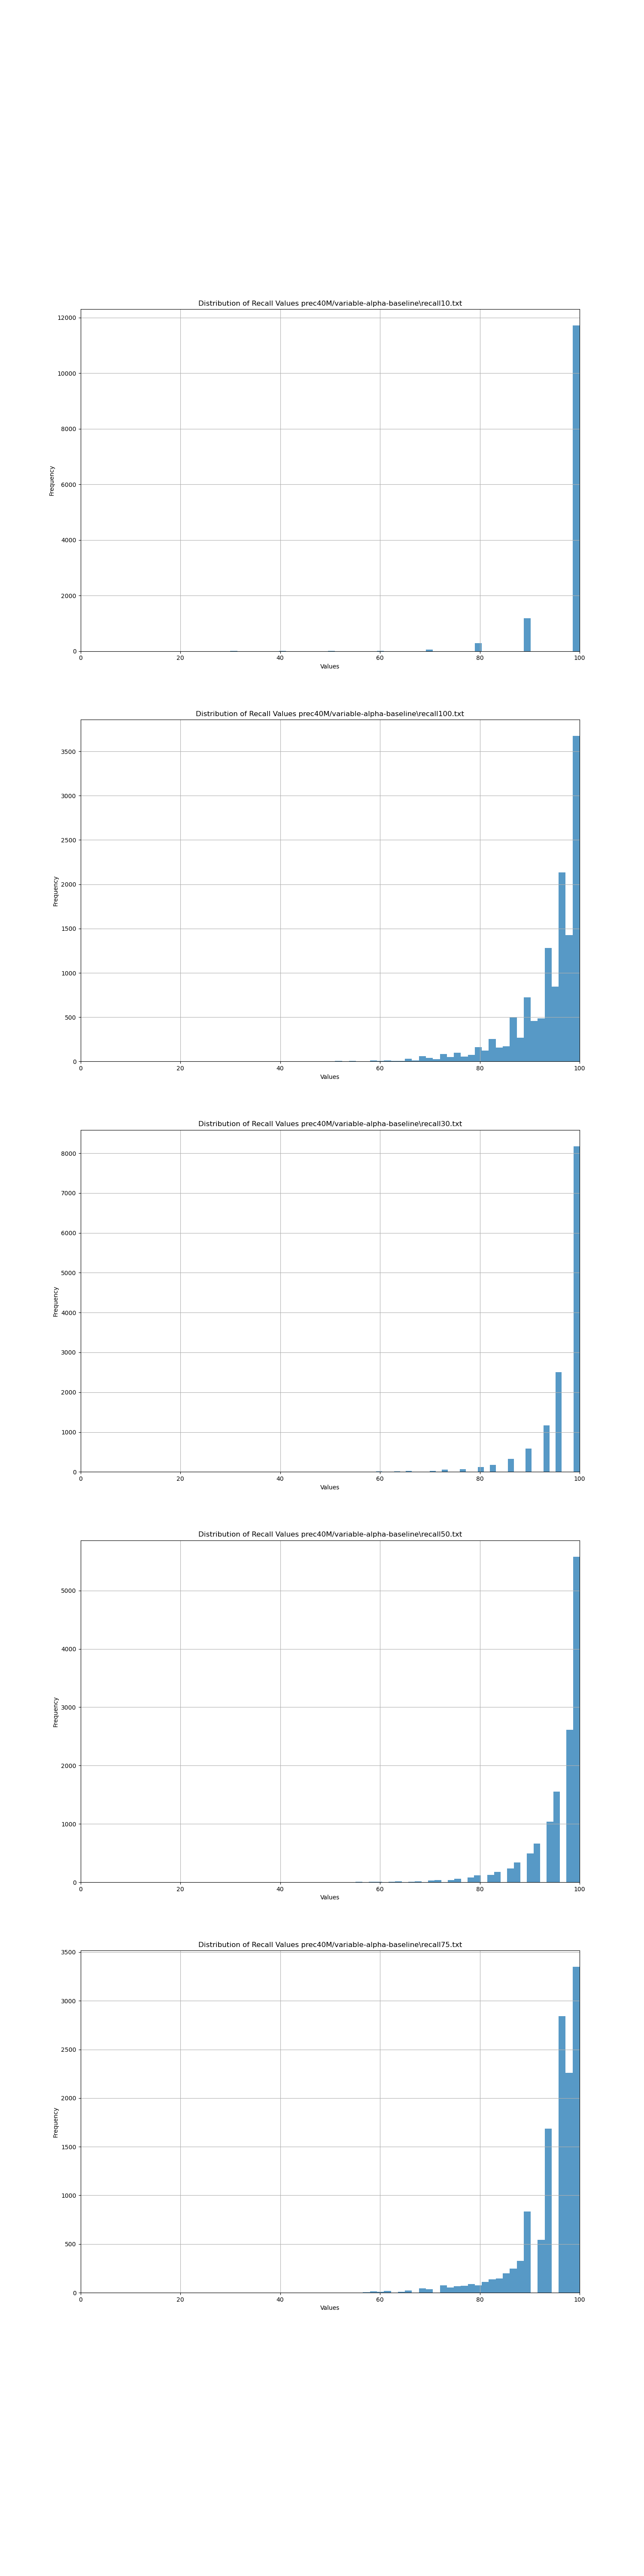 Distribution of Recall Values prec40M/variable-alpha-baseline\recall10.txt
12000
10000
8000
6000
4000
2000
0
Frequency
0 20 40 60 80 100
Values
Distribution of Recall Values prec40M/variable-alpha-baseline\recall100.txt
3500
3000
2500
2000
1500
1000
500
0
Frequency
0 20 40 60 80 100
Values
Distribution of Recall Values prec40M/variable-alpha-baseline\recall30.txt
8000
7000
6000
5000
4000
3000
2000
1000
0
Frequency
0 20 40 60 80 100
Values
Distribution of Recall Values prec40M/variable-alpha-baseline\recall50.txt
5000
4000
3000
2000
1000
0
Frequency
0 20 40 60 80 100
Values
Distribution of Recall Values prec40M/variable-alpha-baseline\recall75.txt
3500
3000
2500
2000
1500
1000
500
0
Frequency
0 20 40 60 80 100
Values